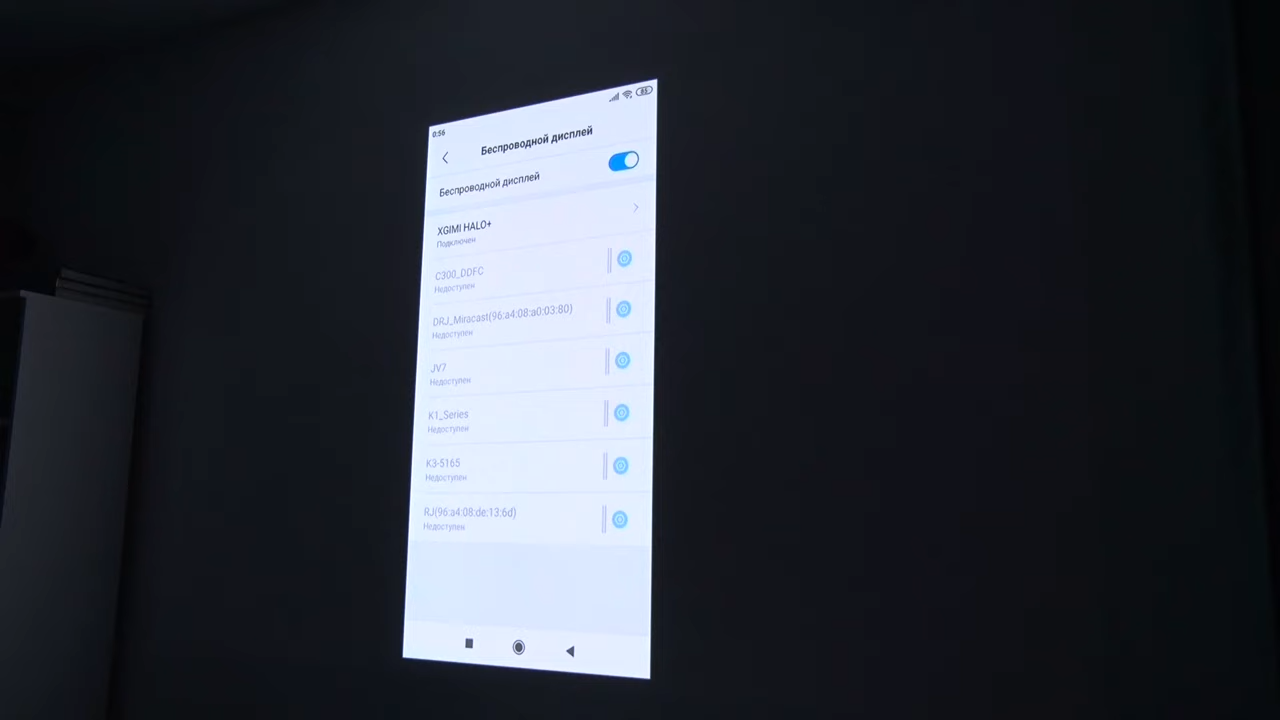 0:56
65
Беспроводной дисплей
Беспроводной дисплей
XGIMI HALO+
Подключен
C300_DDFC
Недоступен
DRJ_Miracast(96:a4:08:a0:03:80)
Недоступен
JV7
Недоступен
K1_Series
Недоступен
K3-5165
Недоступен
RJ(96:a4:08:de:13:6d)
Недоступен